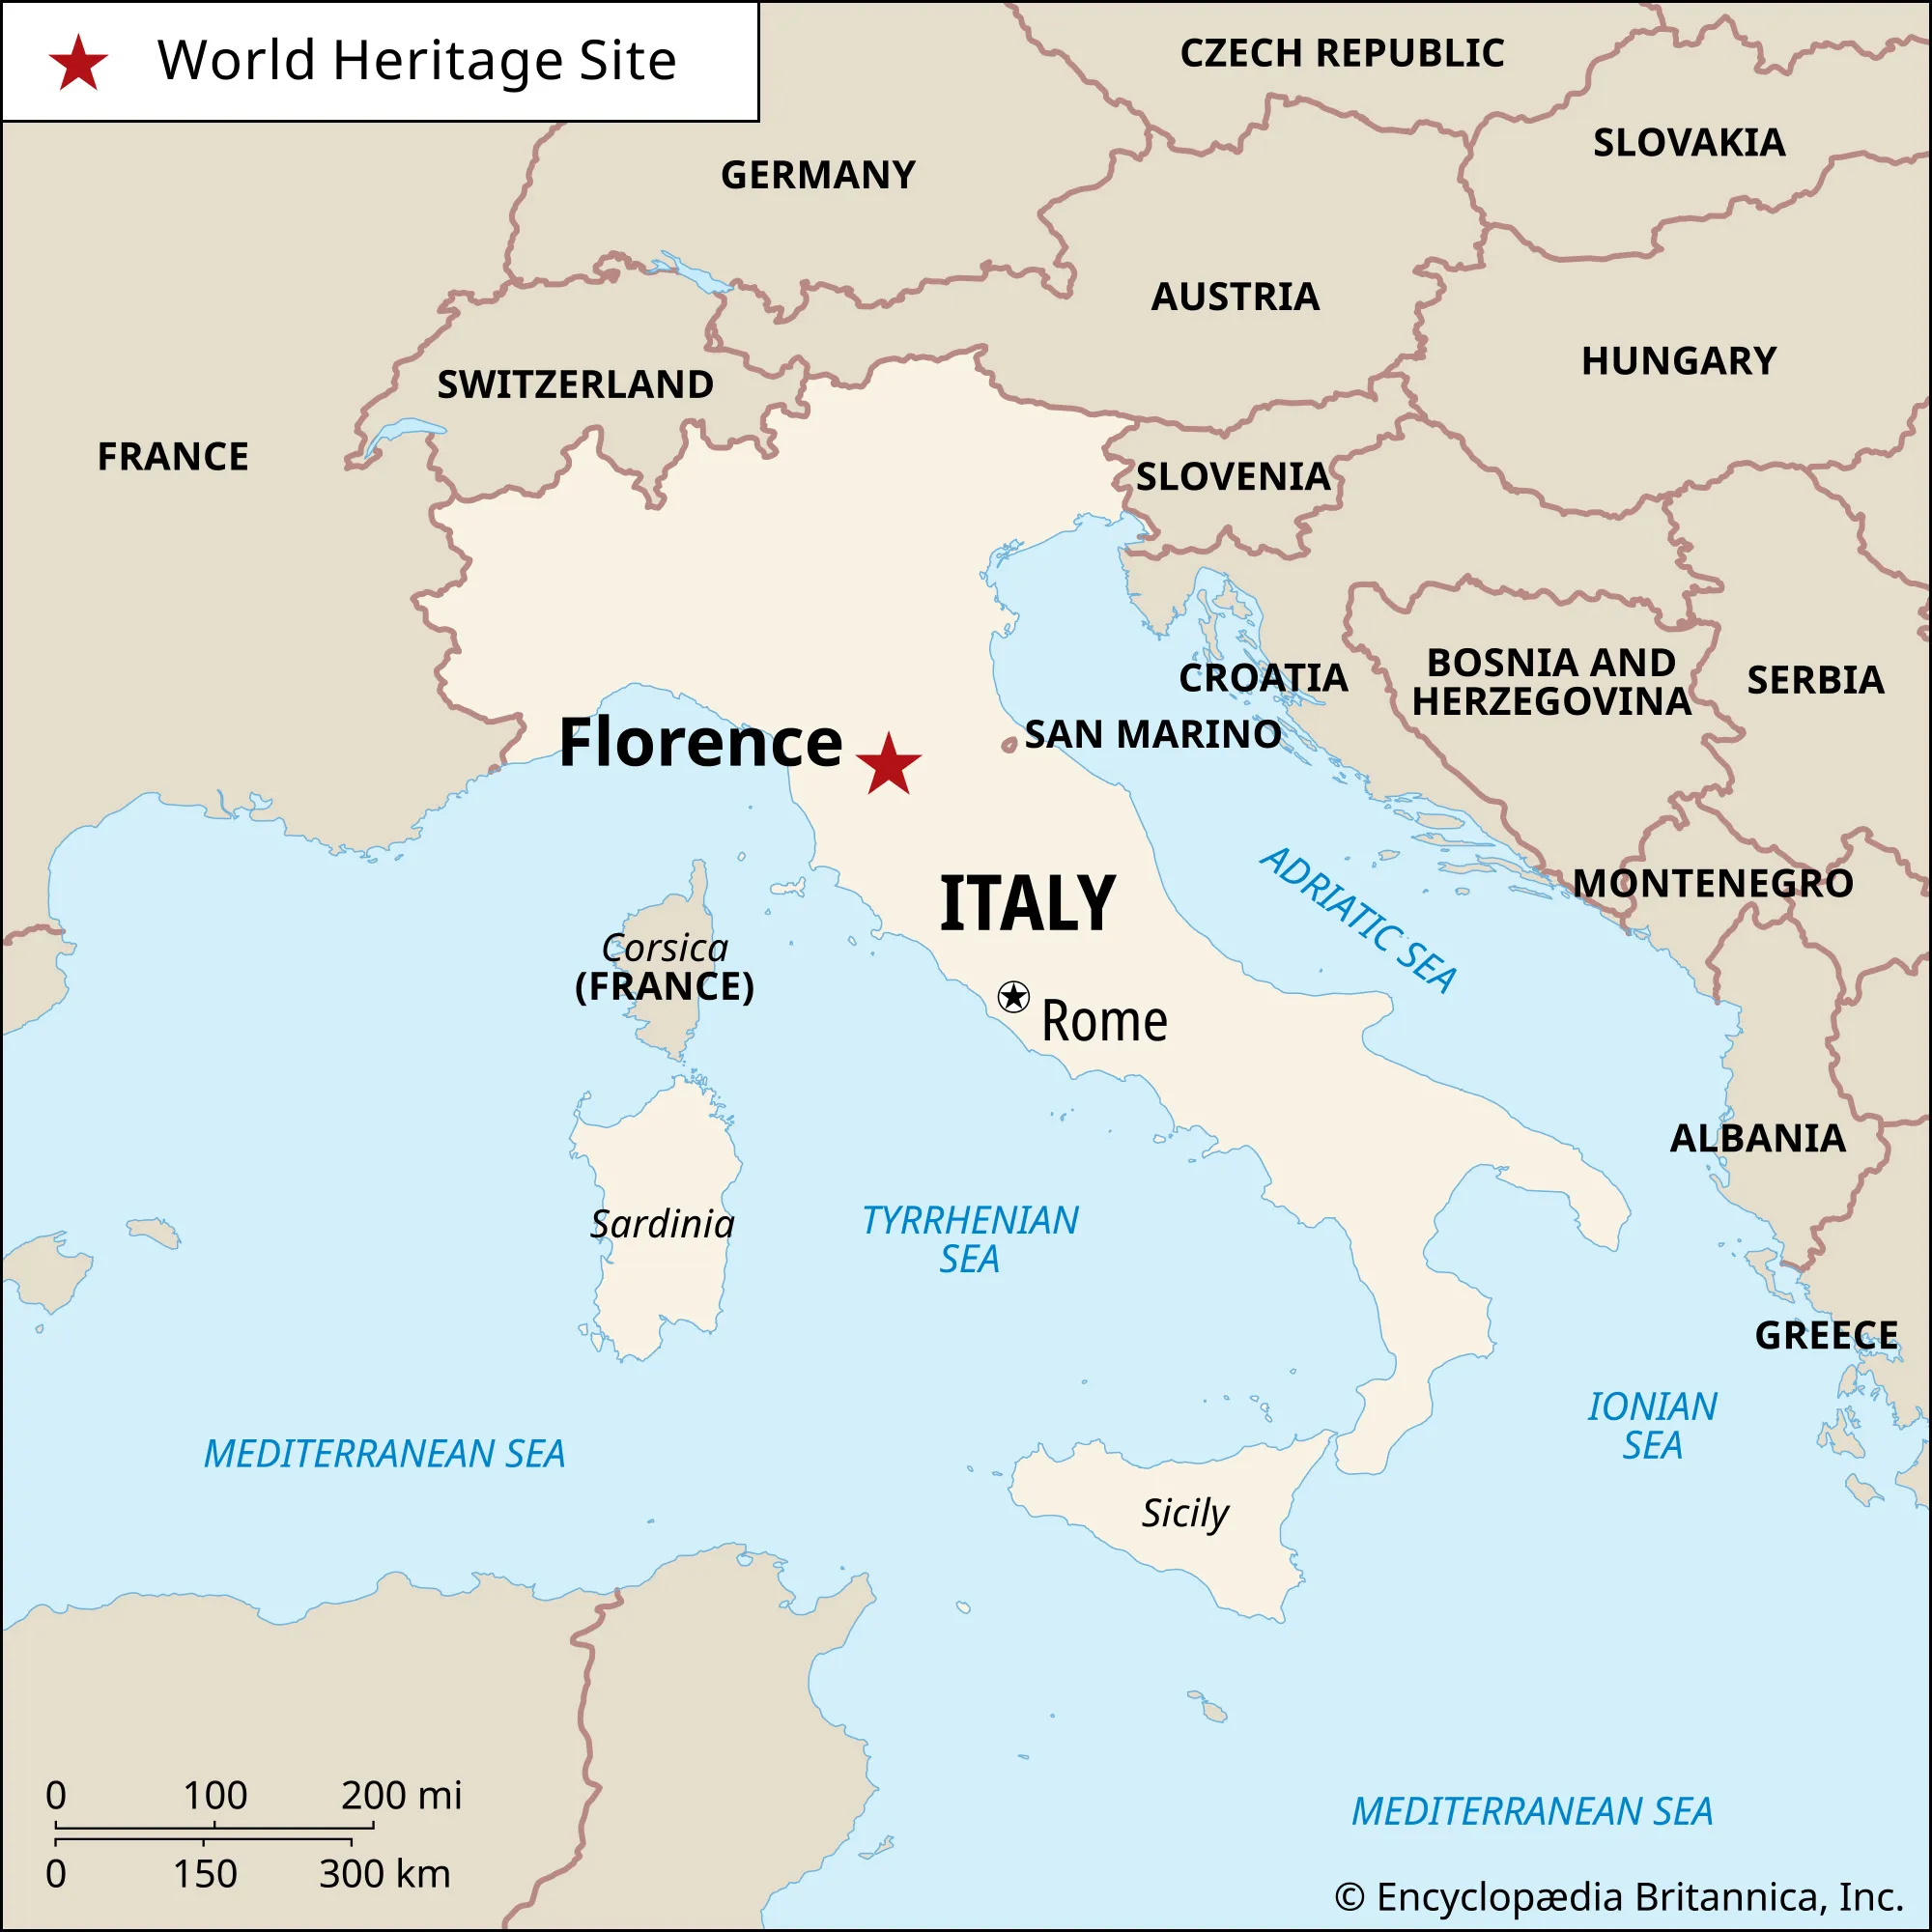 World Heritage Site
CZECH REPUBLIC
SLOVAKIA
GERMANY
AUSTRIA
HUNGARY
SWITZERLAND
FRANCE
SLOVENIA
CROATIA
BOSNIA AND
HERZEGOVINA
SERBIA
Florence
SAN MARINO
ITALY
ADRIATIC SEA
MONTENEGRO
Corsica
(FRANCE)
Rome
ALBANIA
Sardinia
TYRRHENIAN
SEA
GREECE
IONIAN
SEA
MEDITERRANEAN SEA
Sicily
0 100 200 mi
0 150 300 km
MEDITERRANEAN SEA
© Encyclopædia Britannica, Inc.